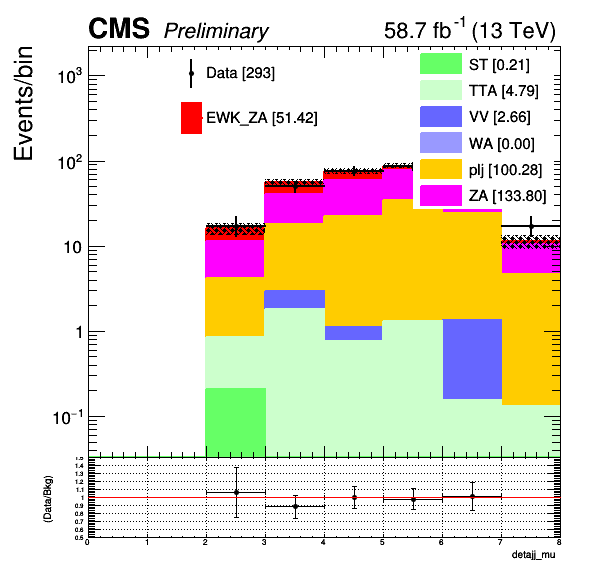 CMS Preliminary 58.7 fb⁻¹ (13 TeV)
Events/bin
10³
10²
10
1
10⁻¹
Data [293]
EWK_ZA [51.42]
ST [0.21]
TTA [4.79]
VV [2.66]
WA [0.00]
plj [100.28]
ZA [133.80]
(Data/Bkg)
1.5
1.4
1.3
1.2
1.1
1
0.9
0.8
0.7
0.6
0.5
0 1 2 3 4 5 6 7 8
detajj_mu